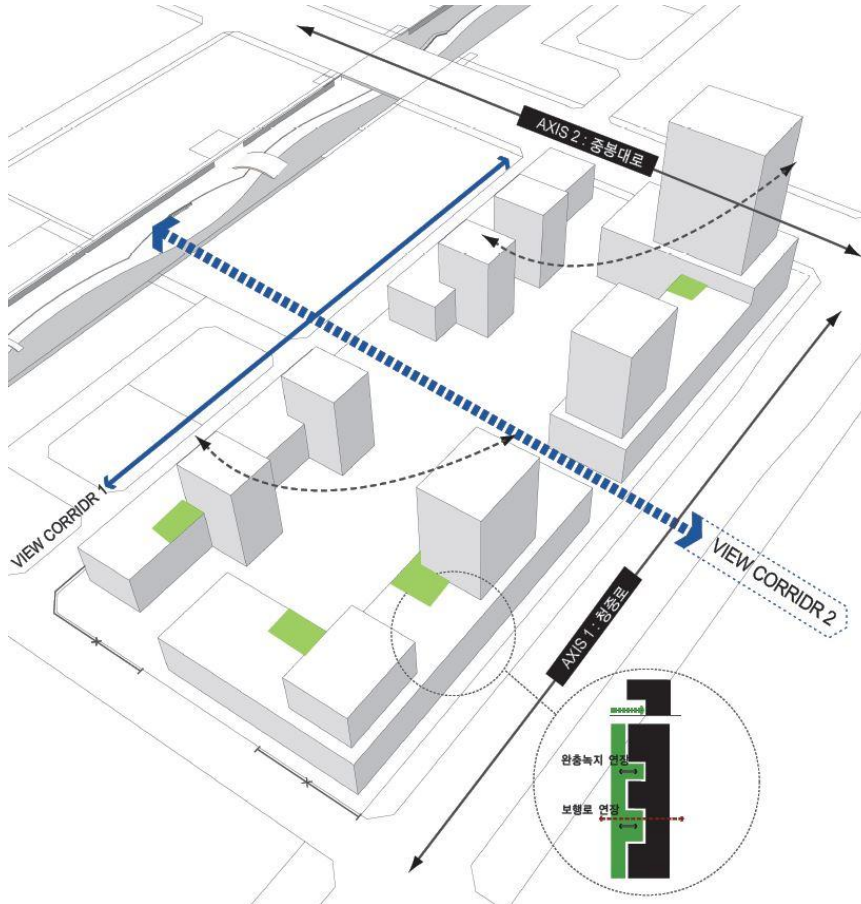 AXIS 2 : 중봉대로
VIEW CORRIDR 1
VIEW CORRIDR 2
AXIS 1 : 청중로
완충녹지 연장
보행로 연장